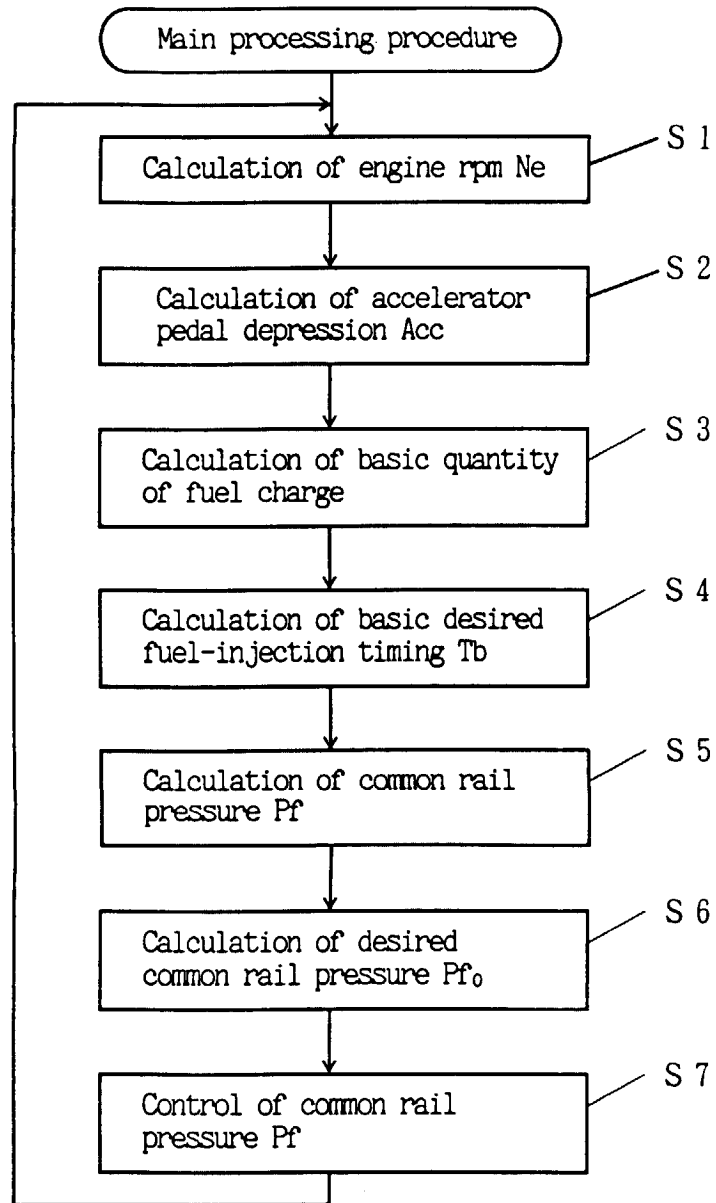 Main processing procedure
S 1
Calculation of engine rpm Ne
S 2
Calculation of accelerator
pedal depression Acc
S 3
Calculation of basic quantity
of fuel charge
S 4
Calculation of basic desired
fuel-injection timing Tb
S 5
Calculation of common rail
pressure Pf
S 6
Calculation of desired
common rail pressure Pf₀
S 7
Control of common rail
pressure Pf